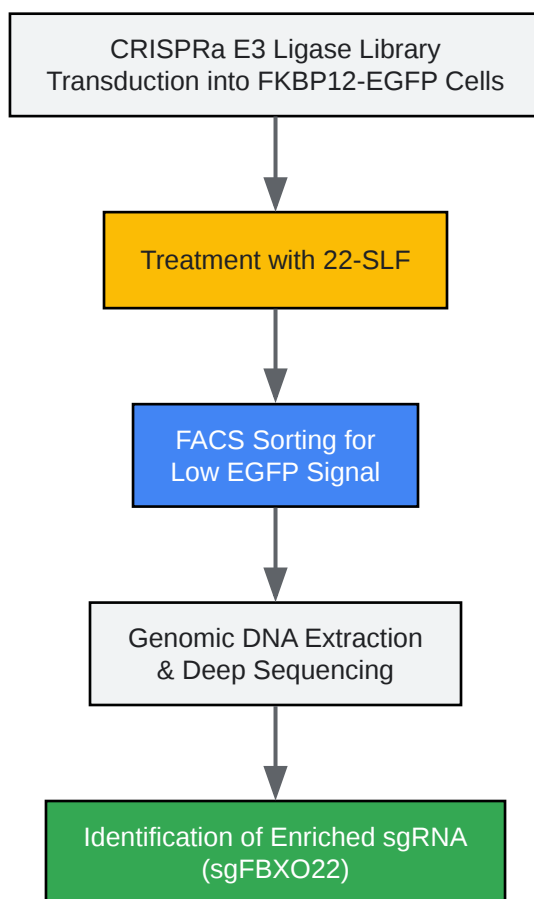 CRISPRa E3 Ligase Library
Transduction into FKBP12-EGFP Cells
Treatment with 22-SLF
FACS Sorting for
Low EGFP Signal
Genomic DNA Extraction
& Deep Sequencing
Identification of Enriched sgRNA
(sgFBXO22)